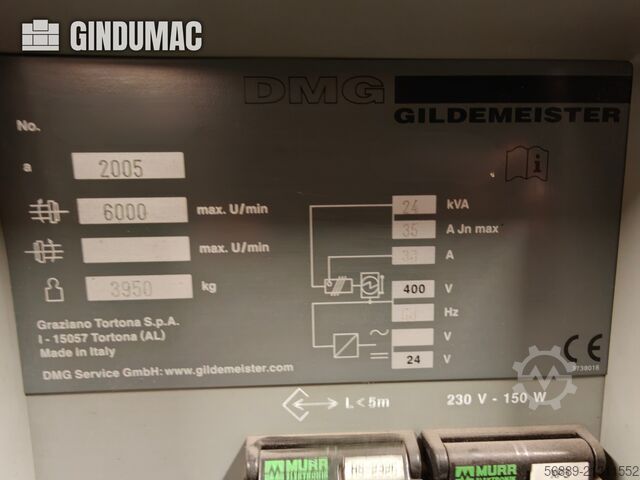 GINDUMAC
DMG
GILDEMEISTER
No.
a 2005
6000 max. U/min
max. U/min
3950 kg
24 kVA
35 A Jn max
A
400 V
Hz
V
24 V
Graziano Tortona S.p.A.
I - 15057 Tortona (AL)
Made in Italy
DMG Service GmbH: www.gildemeister.com
CE
L < 5m
230 V - 150 W
MURR
ELEKTRONIK
MURR
ELEKTRONIK